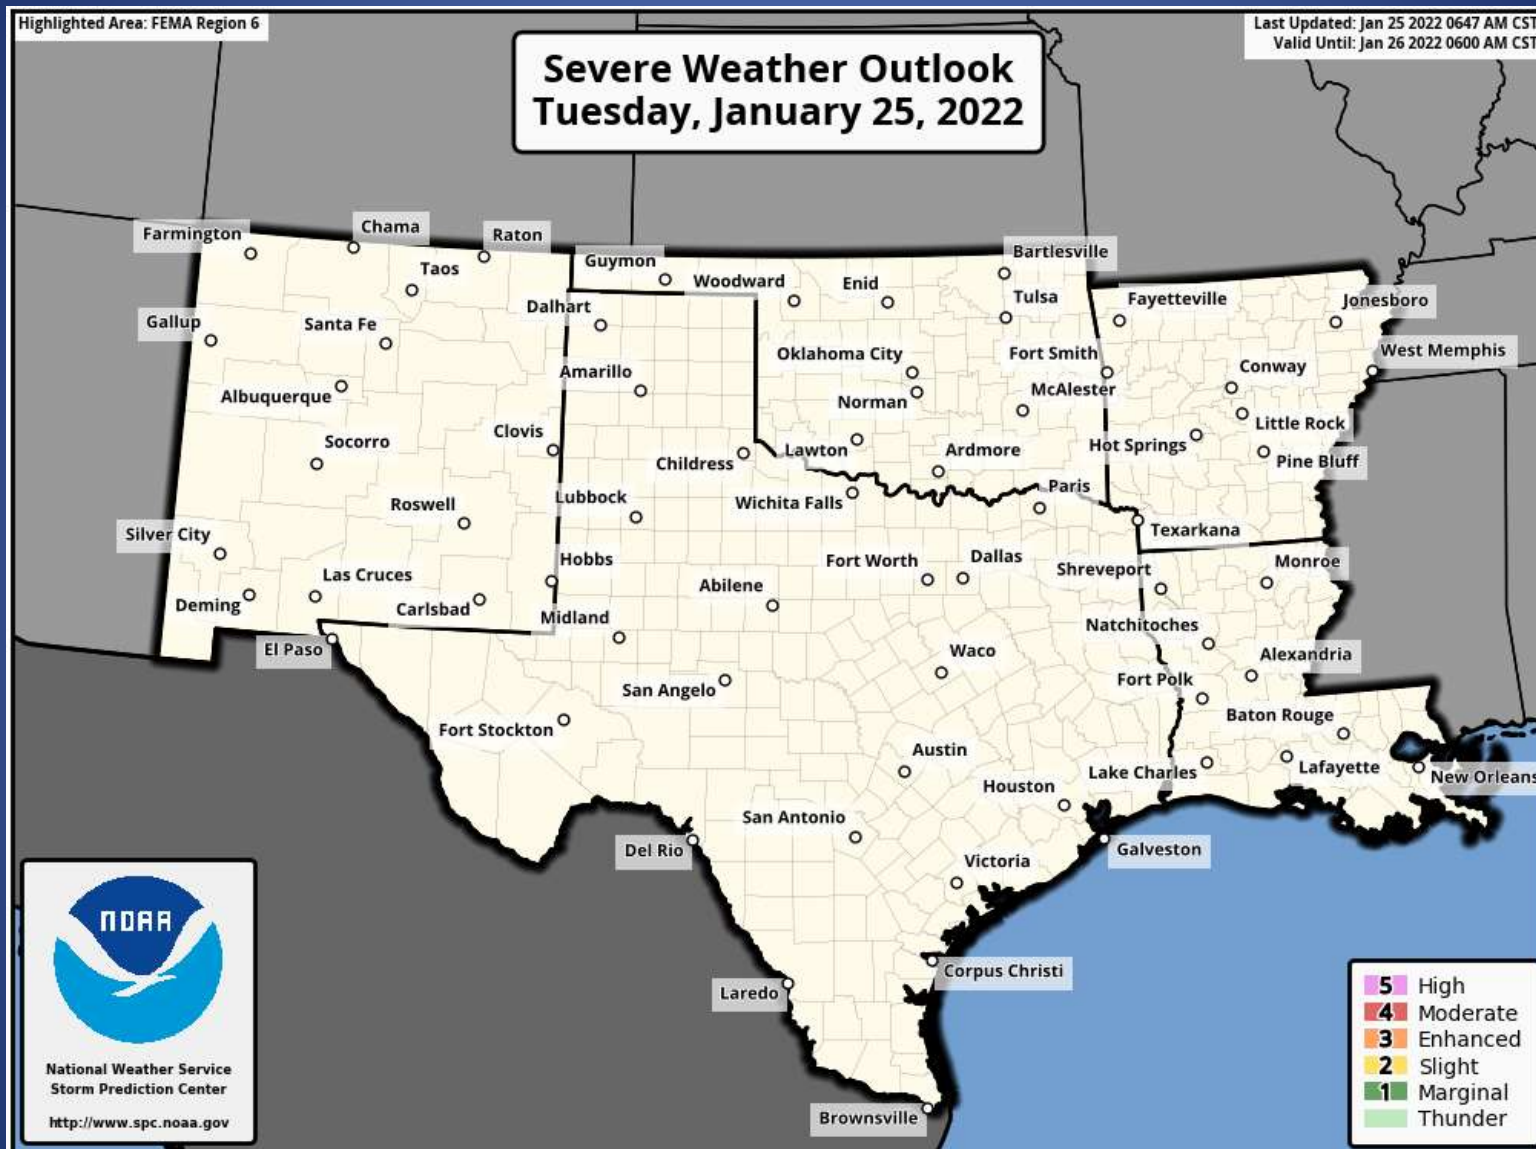 Highlighted Area: FEMA Region 6
Last Updated: Jan 25 2022 0647 AM CST
Valid Until: Jan 26 2022 0600 AM CST
Severe Weather Outlook
Tuesday, January 25, 2022
Farmington
Chama
Raton
Taos
Guymon
Woodward
Enid
Bartlesville
Tulsa
Fayetteville
Jonesboro
Gallup
Santa Fe
Dalhart
Oklahoma City
Fort Smith
West Memphis
Albuquerque
Amarillo
Norman
McAlester
Conway
Little Rock
Socorro
Clovis
Childress
Lawton
Ardmore
Hot Springs
Pine Bluff
Roswell
Lubbock
Wichita Falls
Paris
Texarkana
Silver City
Las Cruces
Hobbs
Fort Worth
Dallas
Shreveport
Monroe
Deming
Carlsbad
Midland
Abilene
Natchitoches
El Paso
San Angelo
Waco
Fort Polk
Alexandria
Fort Stockton
Austin
Baton Rouge
Houston
Lake Charles
Lafayette
New Orleans
San Antonio
Del Rio
Victoria
Galveston
Laredo
Corpus Christi
Brownsville
NOAA
National Weather Service
Storm Prediction Center
http://www.spc.noaa.gov
5 High
4 Moderate
3 Enhanced
2 Slight
1 Marginal
Thunder